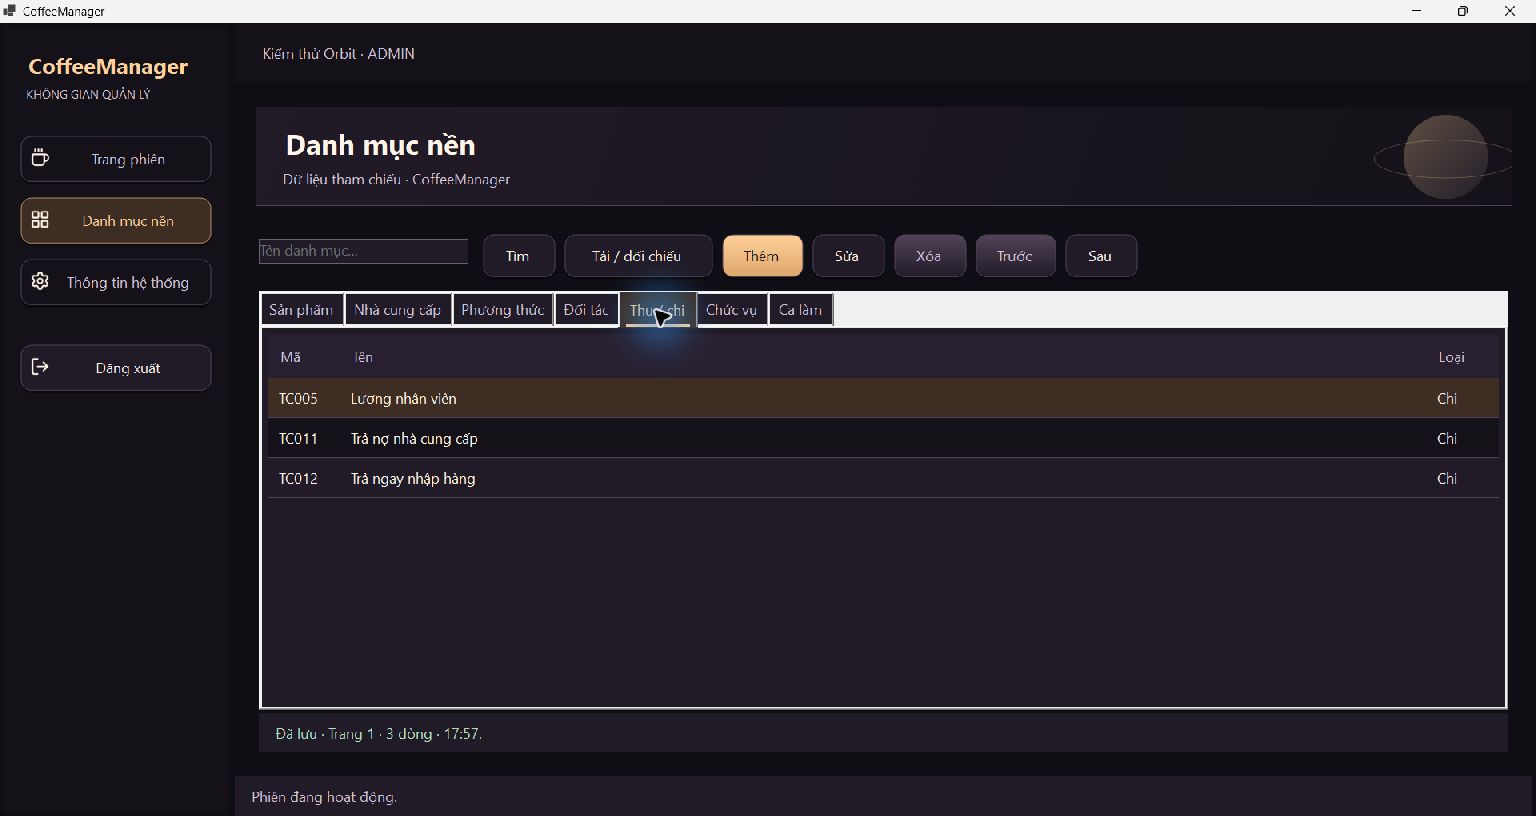 CoffeeManager
CoffeeManager
KHÔNG GIAN QUẢN LÝ
Trang phiên
Danh mục nền
Thông tin hệ thống
Đăng xuất
Kiểm thử Orbit · ADMIN
Danh mục nền
Dữ liệu tham chiếu · CoffeeManager
Tên danh mục...
Tìm
Tải / đối chiếu
Thêm
Sửa
Xóa
Trước
Sau
Sản phẩm
Nhà cung cấp
Phương thức
Đối tác
Thu/ chi
Chức vụ
Ca làm
Mã
Tên
Loại
TC005
Lương nhân viên
Chi
TC011
Trả nợ nhà cung cấp
Chi
TC012
Trả ngay nhập hàng
Chi
Đã lưu · Trang 1 · 3 dòng · 17:57.
Phiên đang hoạt động.